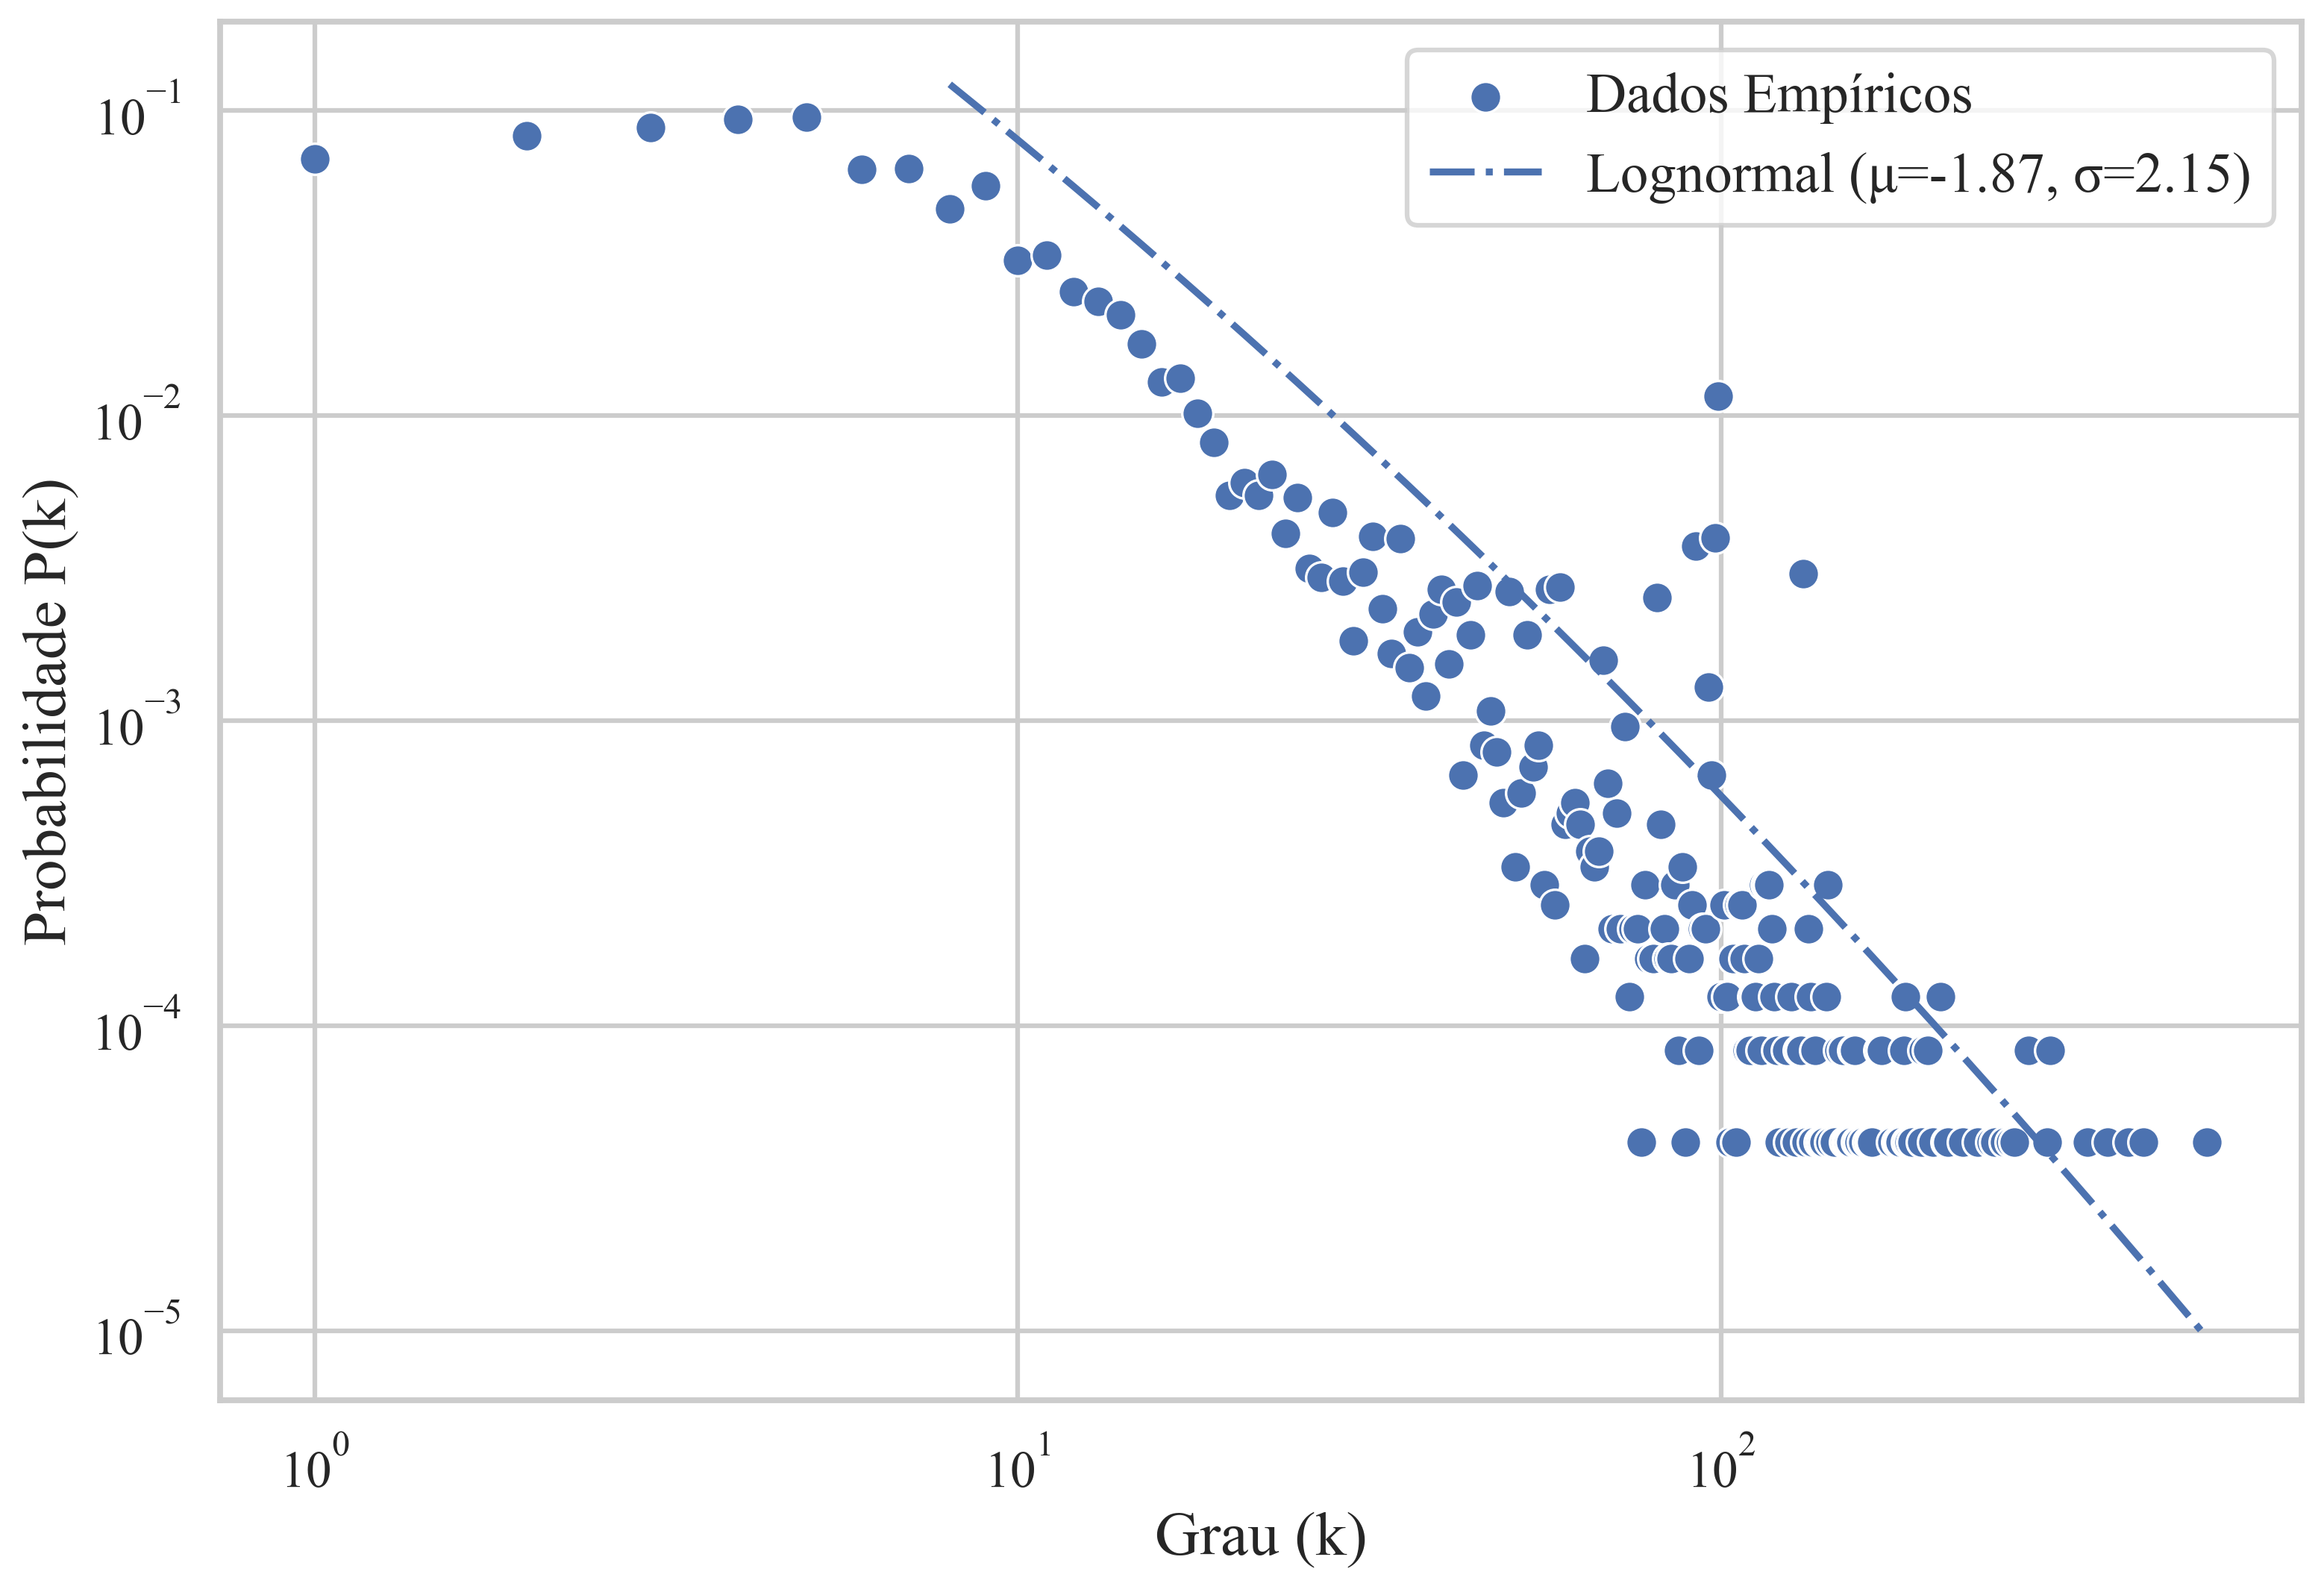 Dados Empíricos
Lognormal (μ=-1.87, σ=2.15)
Probabilidade P(k)
10⁻¹
10⁻²
10⁻³
10⁻⁴
10⁻⁵
10⁰ 10¹ 10²
Grau (k)